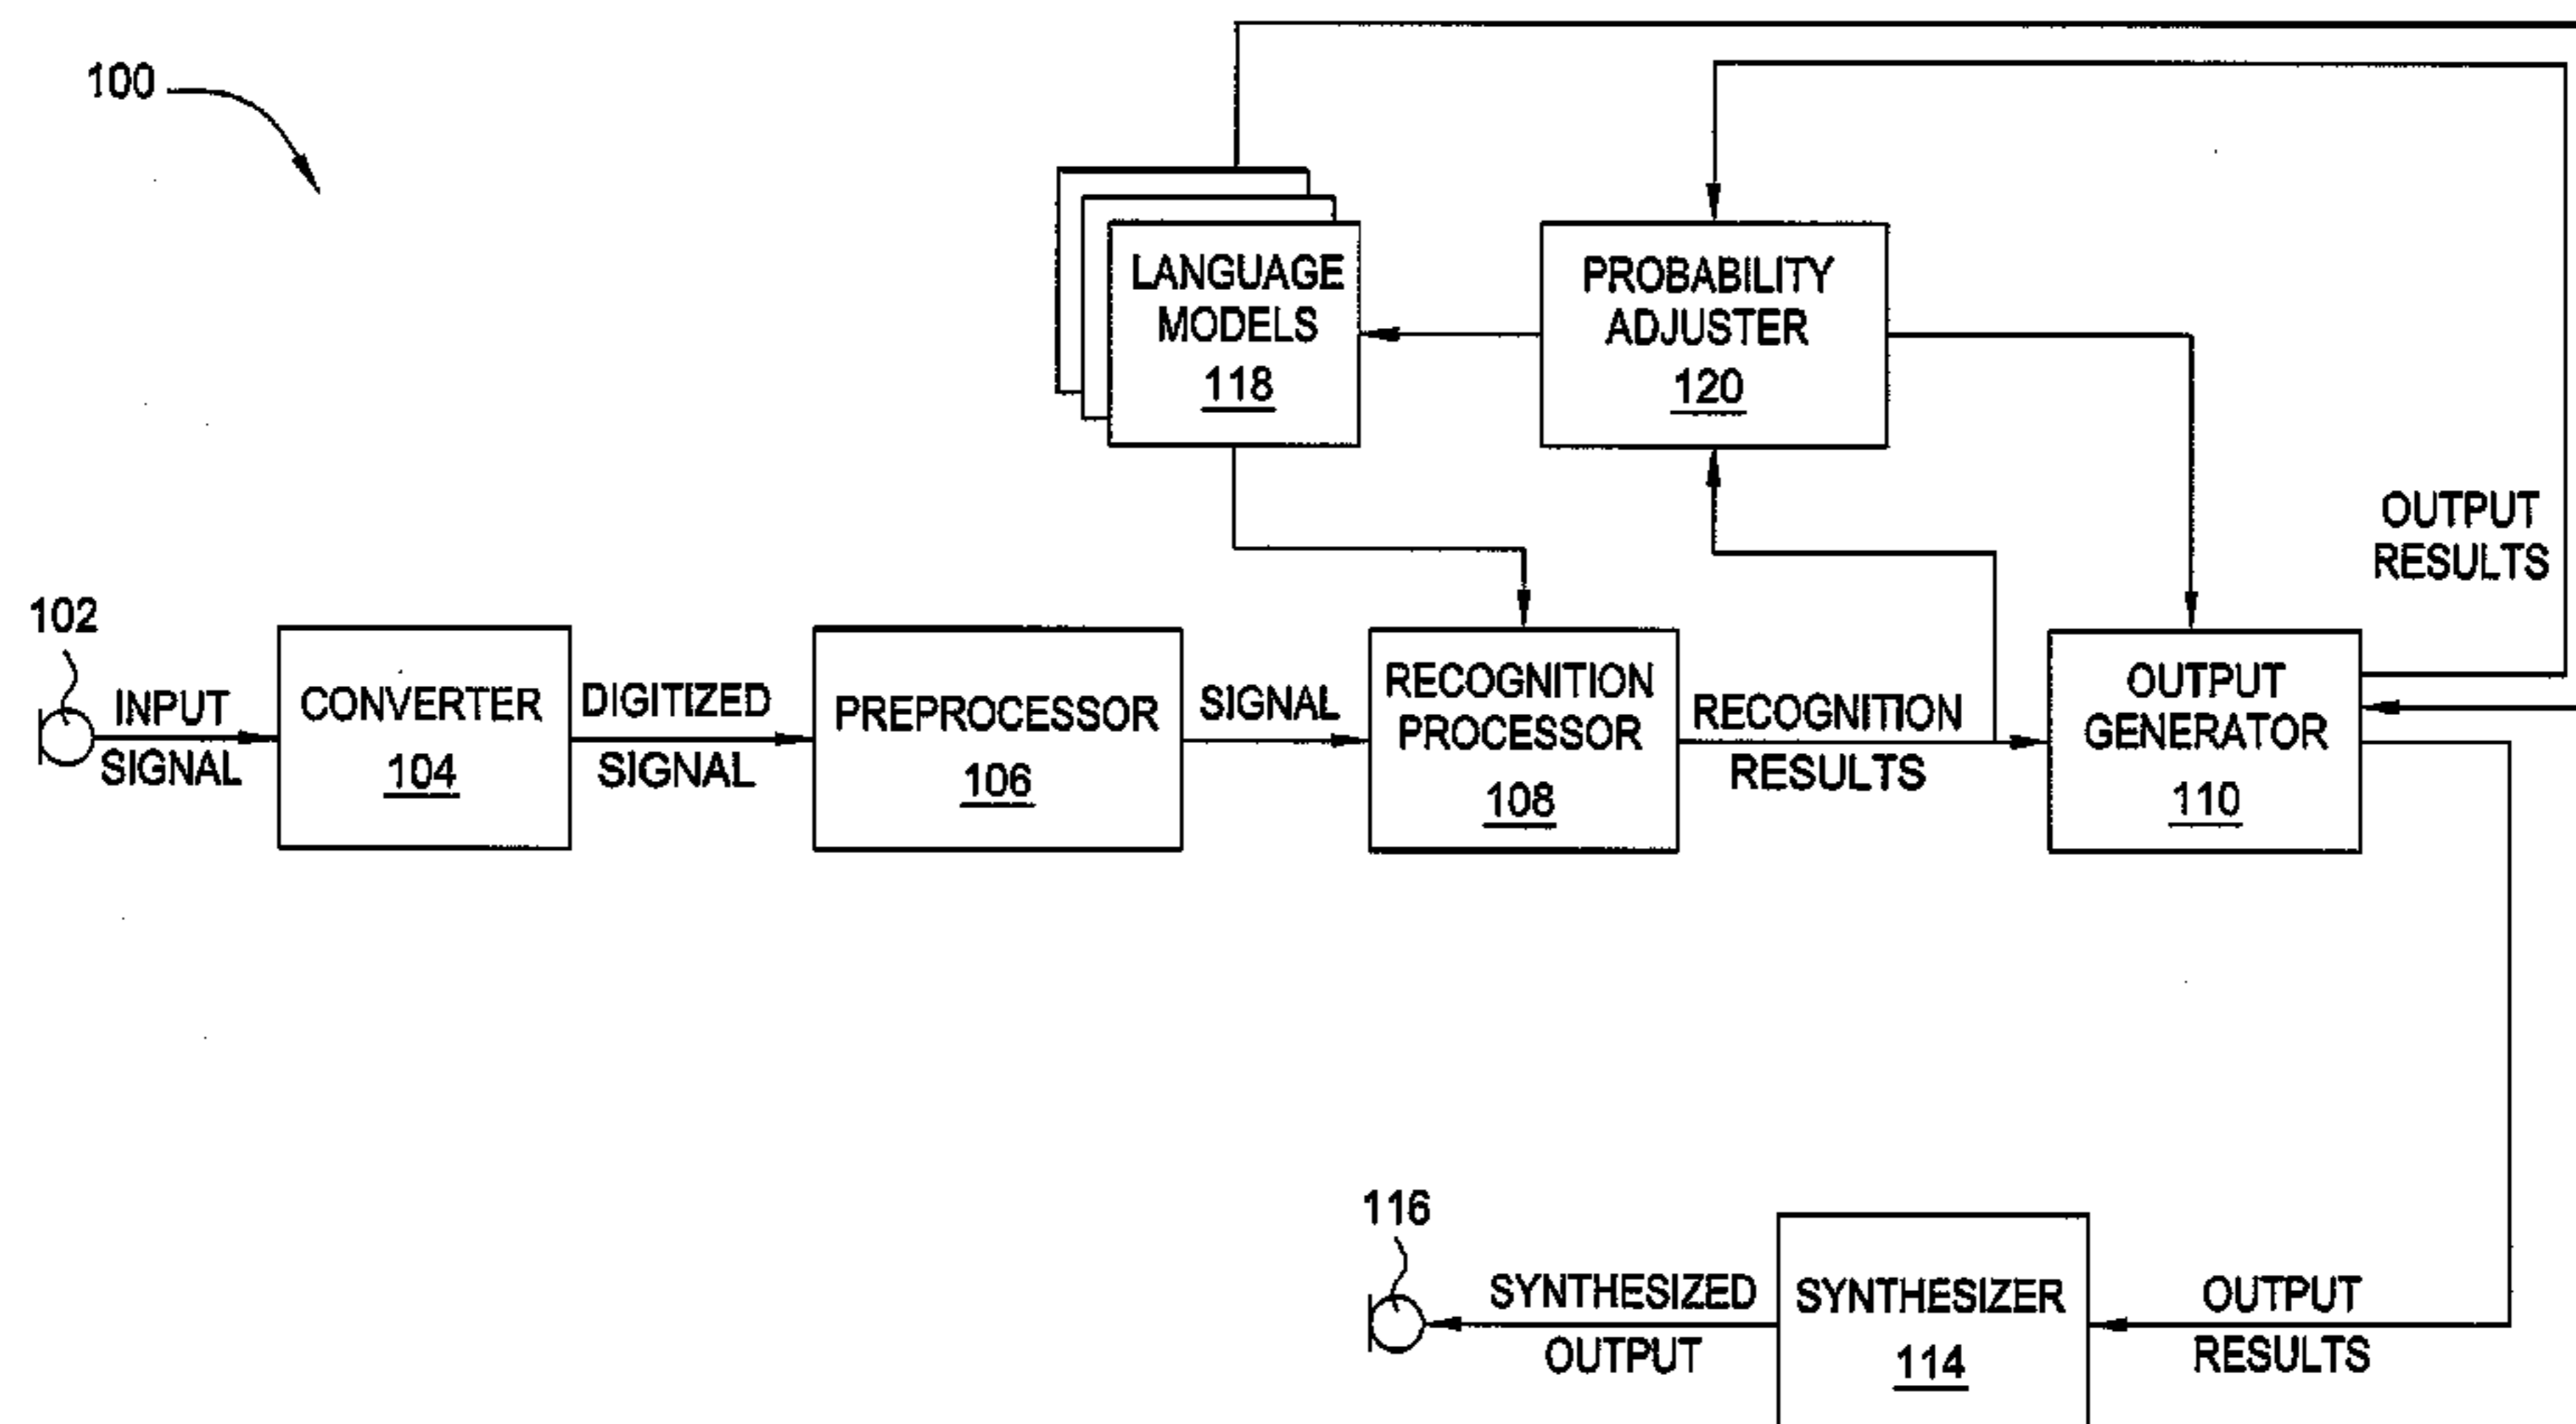 100
LANGUAGE
MODELS
118
PROBABILITY
ADJUSTER
120
OUTPUT
RESULTS
102
INPUT
SIGNAL
CONVERTER
104
DIGITIZED
SIGNAL
PREPROCESSOR
106
SIGNAL
RECOGNITION
PROCESSOR
108
RECOGNITION
RESULTS
OUTPUT
GENERATOR
110
116
SYNTHESIZED
OUTPUT
SYNTHESIZER
114
OUTPUT
RESULTS